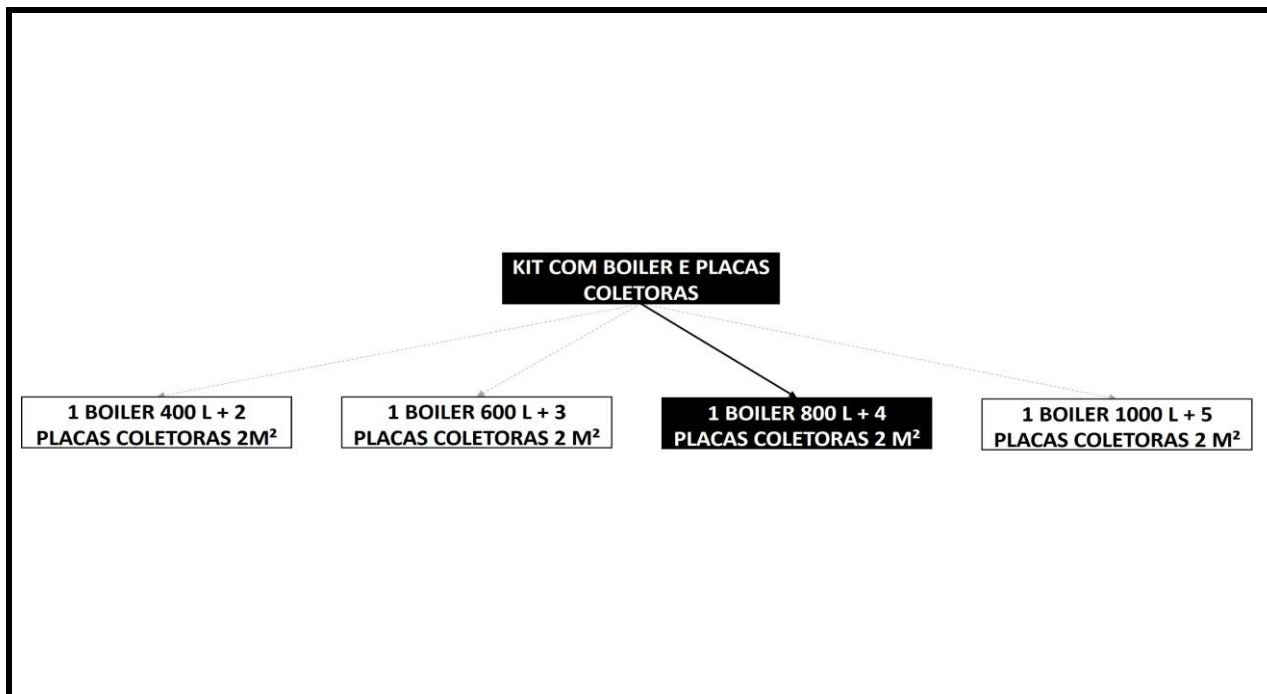 KIT COM BOILER E PLACAS
COLETORAS
1 BOILER 400 L + 2
PLACAS COLETORAS 2M²
1 BOILER 600 L + 3
PLACAS COLETORAS 2 M²
1 BOILER 800 L + 4
PLACAS COLETORAS 2 M²
1 BOILER 1000 L + 5
PLACAS COLETORAS 2 M²